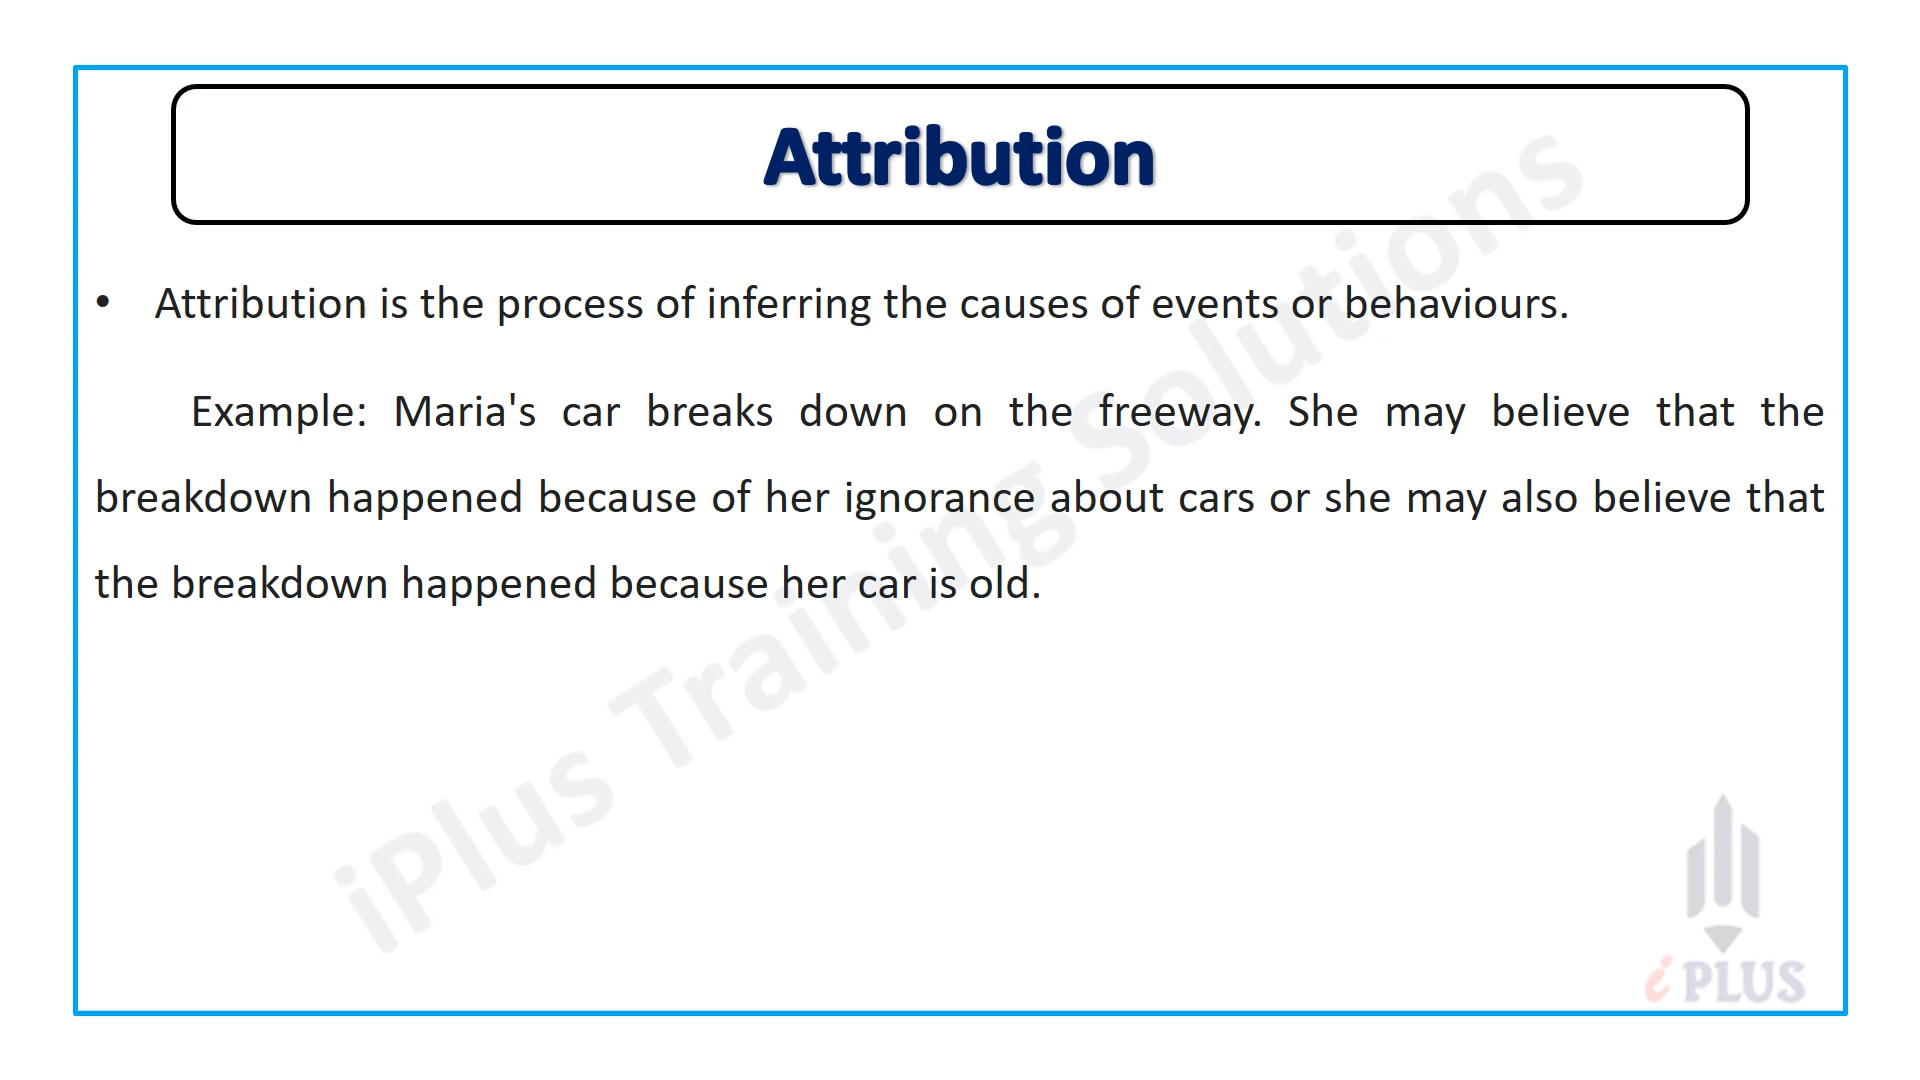 Attribution
• Attribution is the process of inferring the causes of events or behaviours.
Example: Maria's car breaks down on the freeway. She may believe that the
breakdown happened because of her ignorance about cars or she may also believe that
the breakdown happened because her car is old.
iPlus Training Solutions
i PLUS